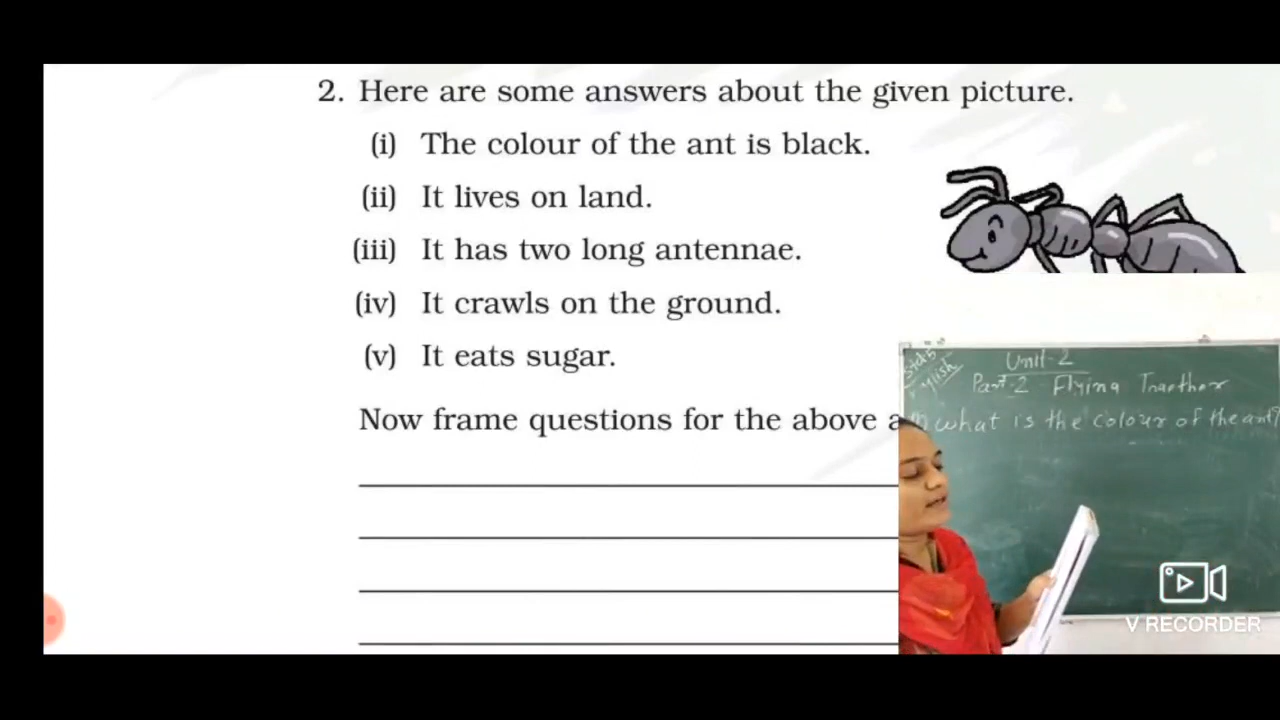 2. Here are some answers about the given picture.
(i) The colour of the ant is black.
(ii) It lives on land.
(iii) It has two long antennae.
(iv) It crawls on the ground.
(v) It eats sugar.
Now frame questions for the above a
Unit-2
Part-2 Flying Together
what is the colour of the ant?
V RECORDER